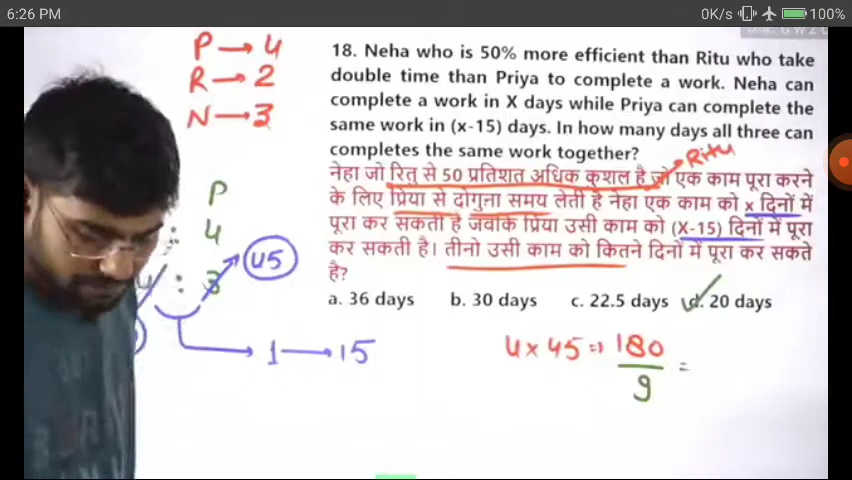 6:26 PM
0K/s
100%
P → 4
R → 2
N → 3
18. Neha who is 50% more efficient than Ritu who take
double time than Priya to complete a work. Neha can
complete a work in X days while Priya can complete the
same work in (x-15) days. In how many days all three can
completes the same work together?
Ritu
नेहा जो रितु से 50 प्रतिशत अधिक कुशल है जो एक काम पूरा करने
के लिए प्रिया से दोगुना समय लेती है नेहा एक काम को x दिनों में
पूरा कर सकती है जबकि प्रिया उसी काम को (X-15) दिनों में पूरा
कर सकती है। तीनो उसी काम को कितने दिनों में पूरा कर सकते
है?
a. 36 days b. 30 days c. 22.5 days d. 20 days
P
: 4
4 : 3
45
1 → 15
4 x 45 ⇒ 180
9
=